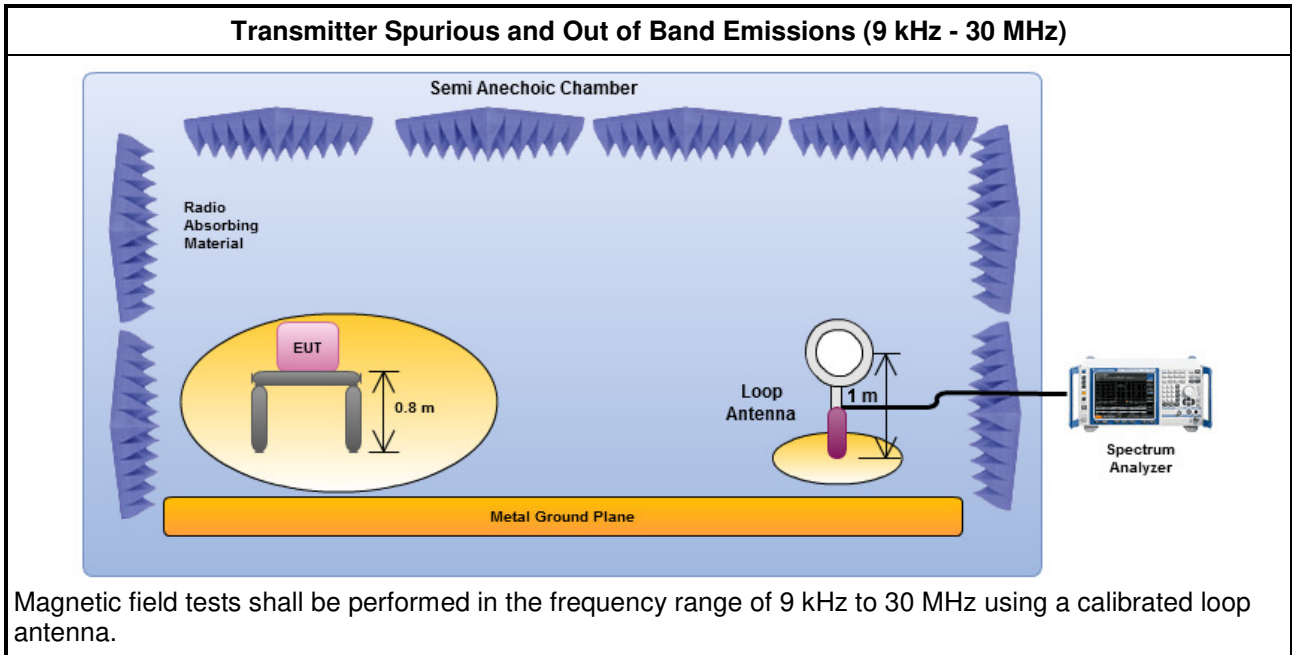 Transmitter Spurious and Out of Band Emissions (9 kHz - 30 MHz)
Semi Anechoic Chamber
Radio
Absorbing
Material
EUT
0.8 m
Loop
Antenna
1 m
Spectrum
Analyzer
Metal Ground Plane
Magnetic field tests shall be performed in the frequency range of 9 kHz to 30 MHz using a calibrated loop
antenna.